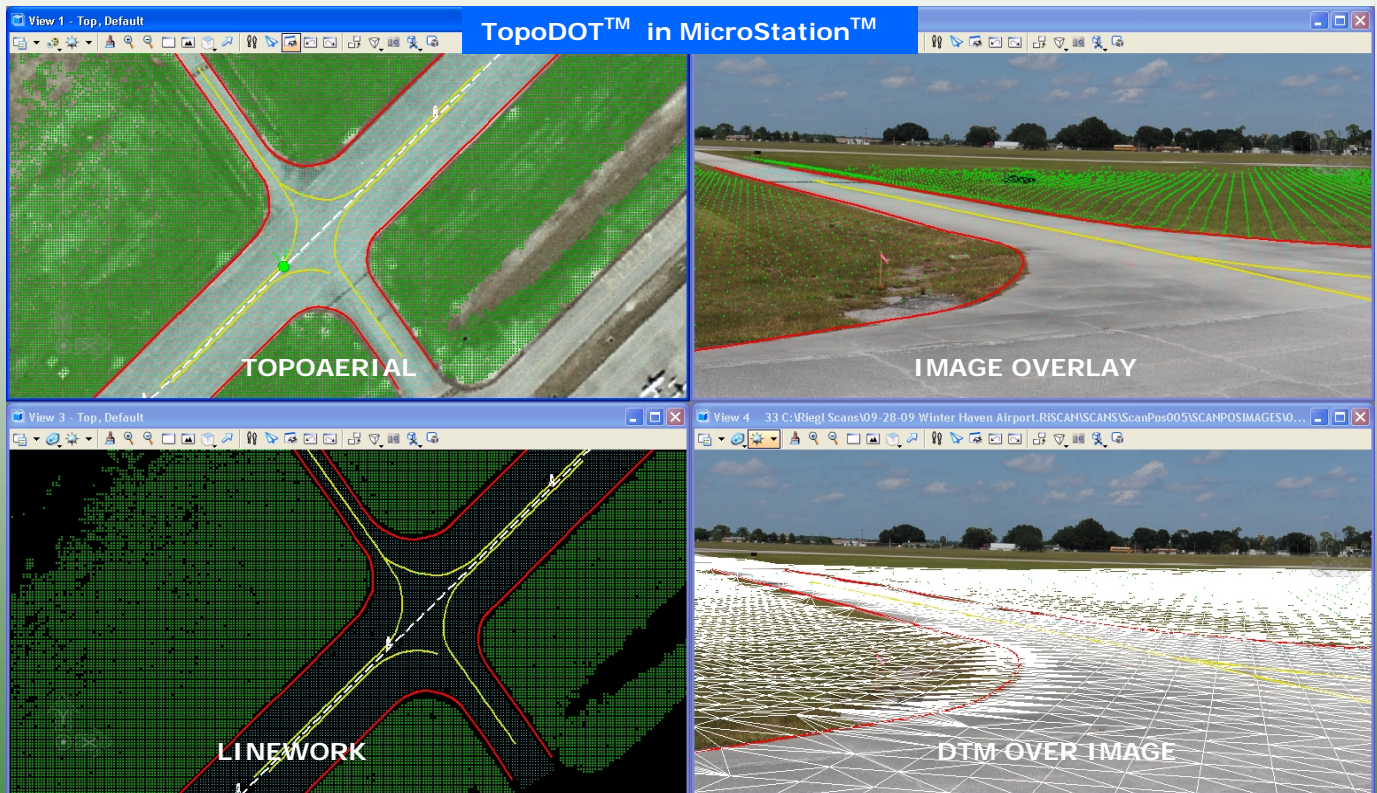 View 1 - Top, Default
TopoDOT™ in MicroStation™
TOPOAERIAL
IMAGE OVERLAY
View 3 - Top, Default
View 4 33 C:\Riegl Scans\09-28-09 Winter Haven Airport.RiSCAN\SCANS\ScanPos005\SCANPOSIMAGES\0...
LINEWORK
DTM OVER IMAGE